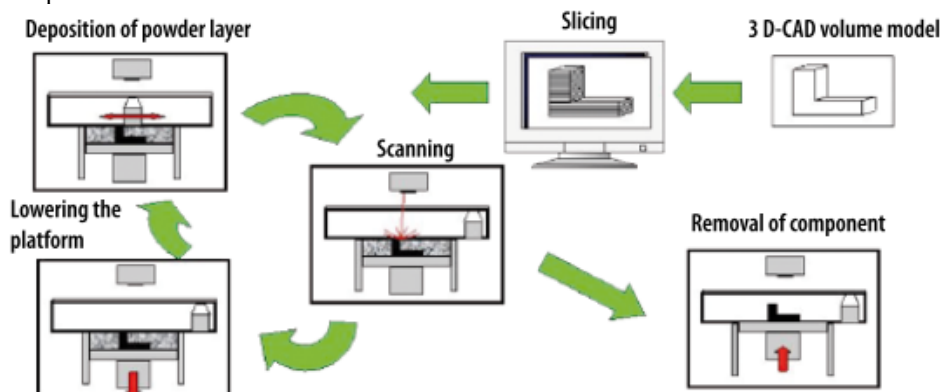 Deposition of powder layer
Slicing
3 D-CAD volume model
Scanning
Lowering the
platform
Removal of component